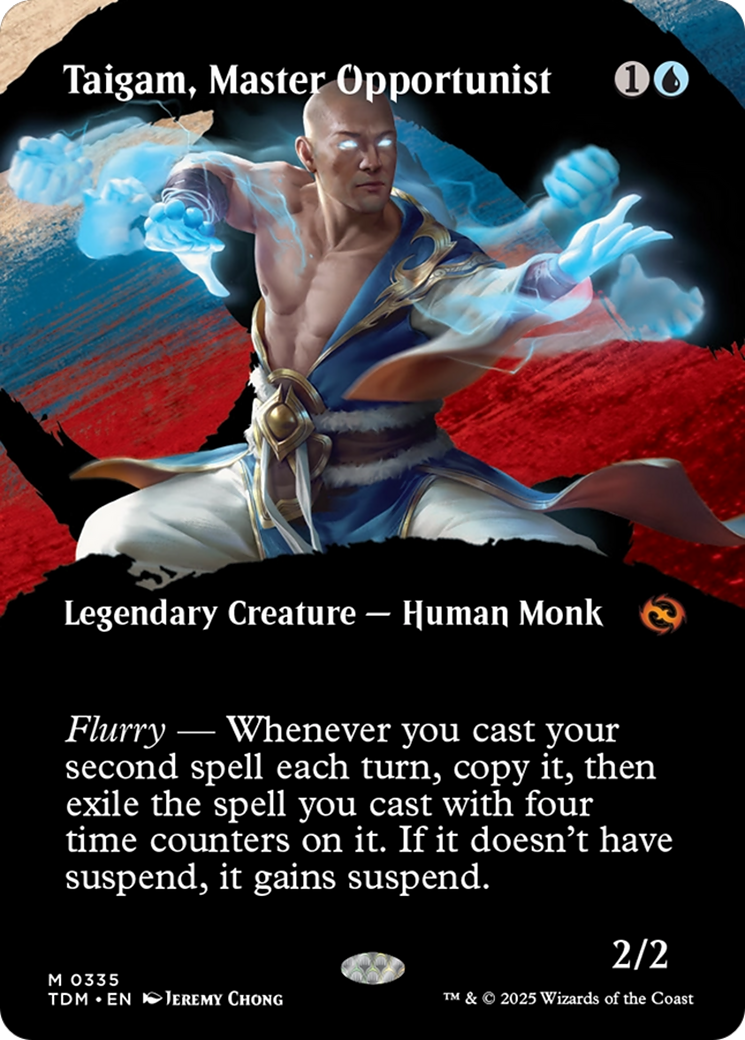 Taigam, Master Opportunist 1
Legendary Creature — Human Monk
Flurry — Whenever you cast your
second spell each turn, copy it, then
exile the spell you cast with four
time counters on it. If it doesn't have
suspend, it gains suspend.
2/2
M 0335
TDM • EN Jeremy Chong
™ & © 2025 Wizards of the Coast